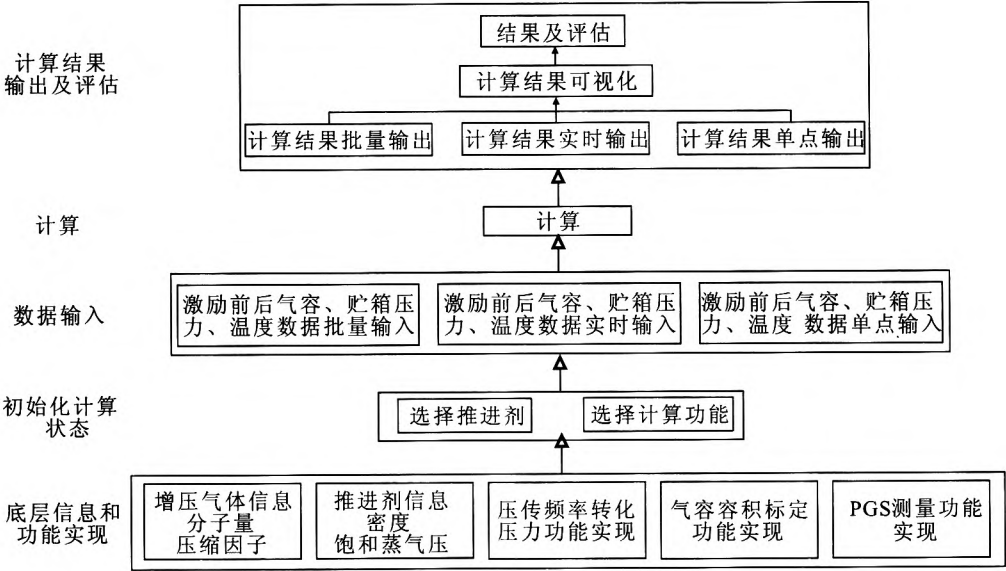 计算结果
输出及评估
结果及评估
计算结果可视化
计算结果批量输出
计算结果实时输出
计算结果单点输出
计算
计算
数据输入
激励前后气容、贮箱压
力、温度数据批量输入
激励前后气容、贮箱压
力、温度数据实时输入
激励前后气容、贮箱压
力、温度 数据单点输入
初始化计算
状态
选择推进剂
选择计算功能
底层信息和
功能实现
增压气体信息
分子量
压缩因子
推进剂信息
密度
饱和蒸气压
压传频率转化
压力功能实现
气容容积标定
功能实现
PGS测量功能
实现